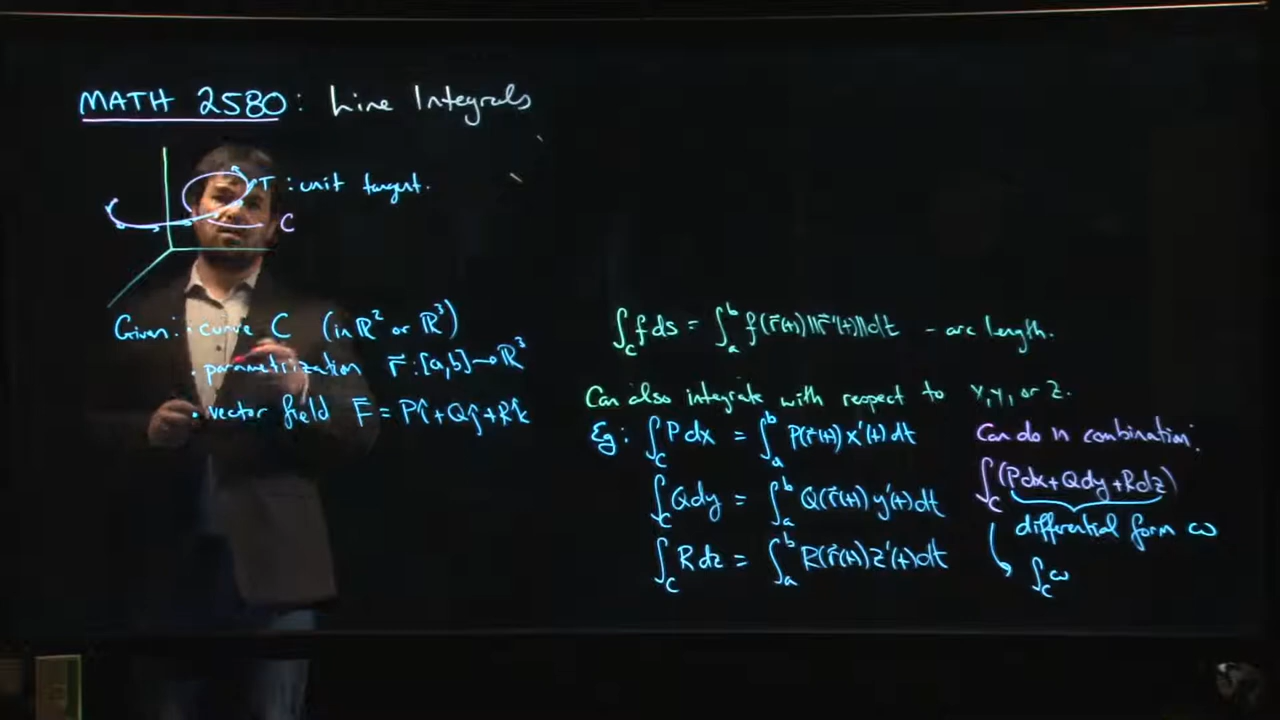 MATH 2580: Line Integrals
T : unit tangent.
C
Given: · curve C (in ℝ² or ℝ³)
· parametrization r⃗ : [a,b] → ℝ³
· vector field F⃗ = Pî + Qĵ + Rk̂
∫_C f ds = ∫_a^b f(r⃗(t)) ||r⃗'(t)|| dt - arc length.
Can also integrate with respect to x, y, or z.
Eg: ∫_C P dx = ∫_a^b P(r⃗(t)) x'(t) dt
∫_C Q dy = ∫_a^b Q(r⃗(t)) y'(t) dt
∫_C R dz = ∫_a^b R(r⃗(t)) z'(t) dt
Can do in combination:
∫_C (P dx + Q dy + R dz)
differential form ω
∫_C ω